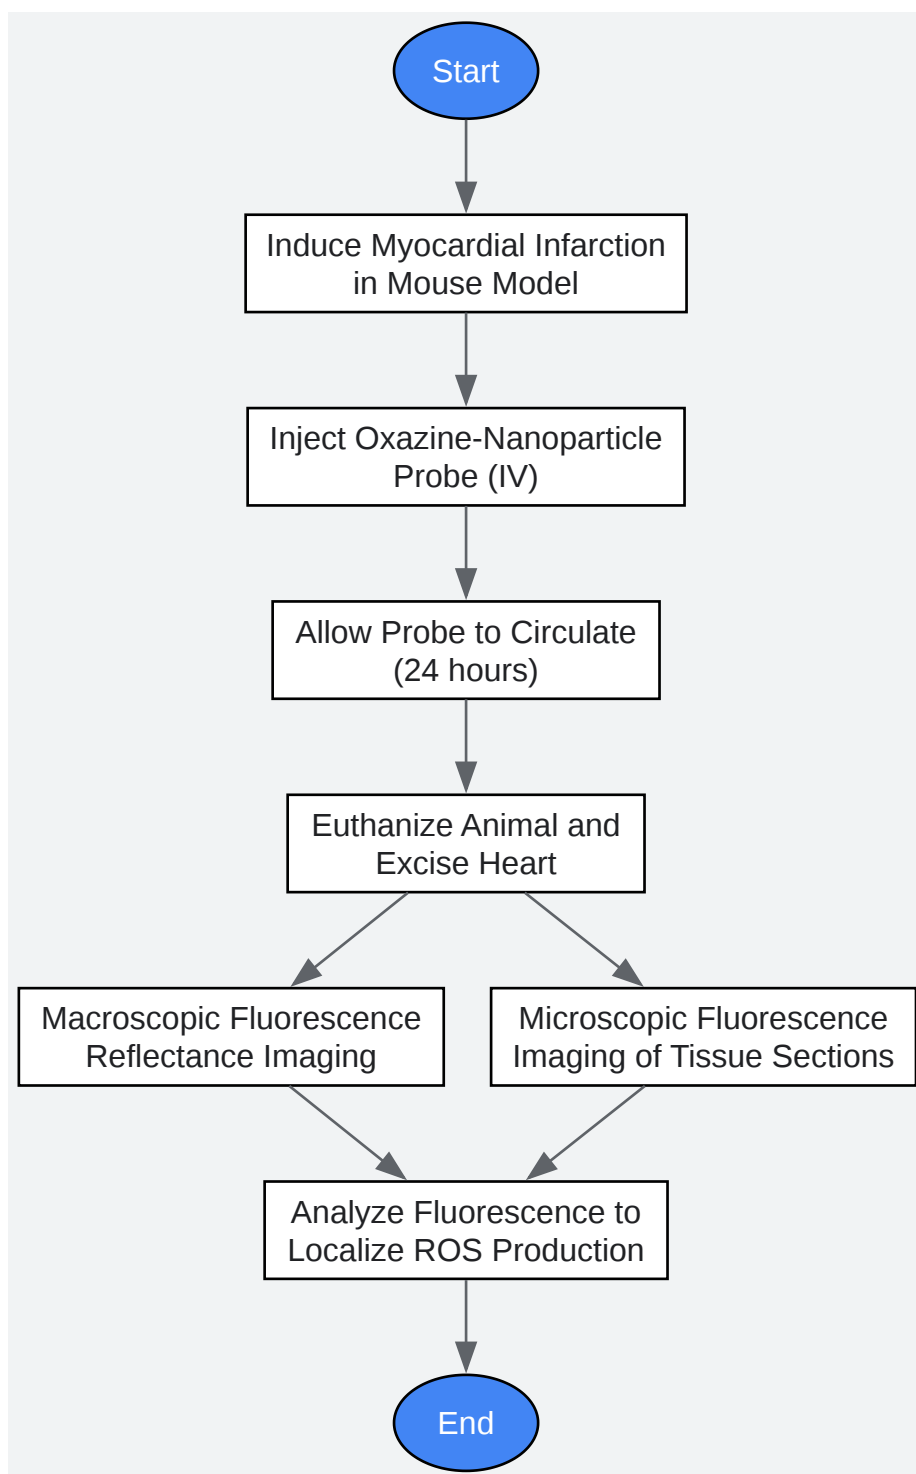 Start
Induce Myocardial Infarction
in Mouse Model
Inject Oxazine-Nanoparticle
Probe (IV)
Allow Probe to Circulate
(24 hours)
Euthanize Animal and
Excise Heart
Macroscopic Fluorescence
Reflectance Imaging
Microscopic Fluorescence
Imaging of Tissue Sections
Analyze Fluorescence to
Localize ROS Production
End